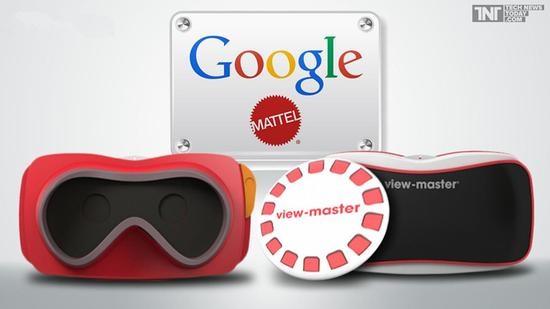 TNT TECH NEWS
TODAY
.COM
Google
MATTEL
®
view-master
view-master